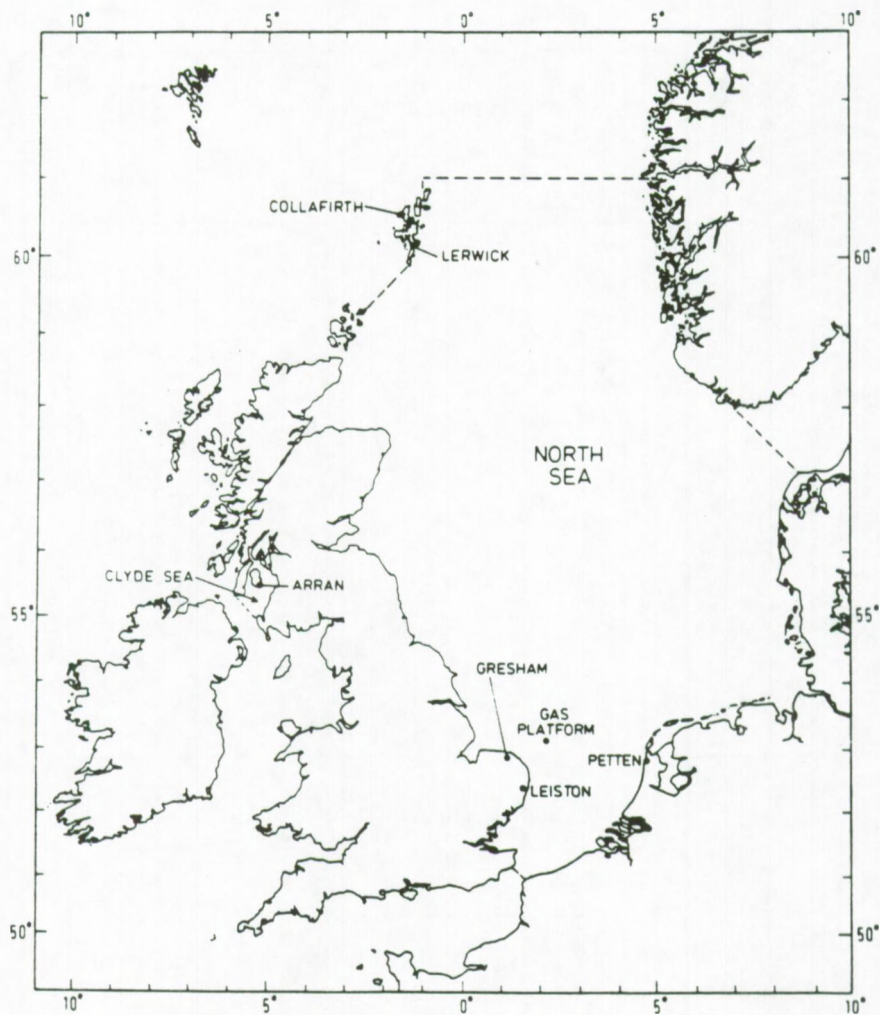 10°
5°
0°
5°
10°
COLLAFIRTH
60°
LERWICK
60°
NORTH
SEA
CLYDE SEA
ARRAN
55°
55°
GRESHAM
GAS
PLATFORM
PETTEN
LEISTON
50°
50°
10°
5°
0°
5°
10°